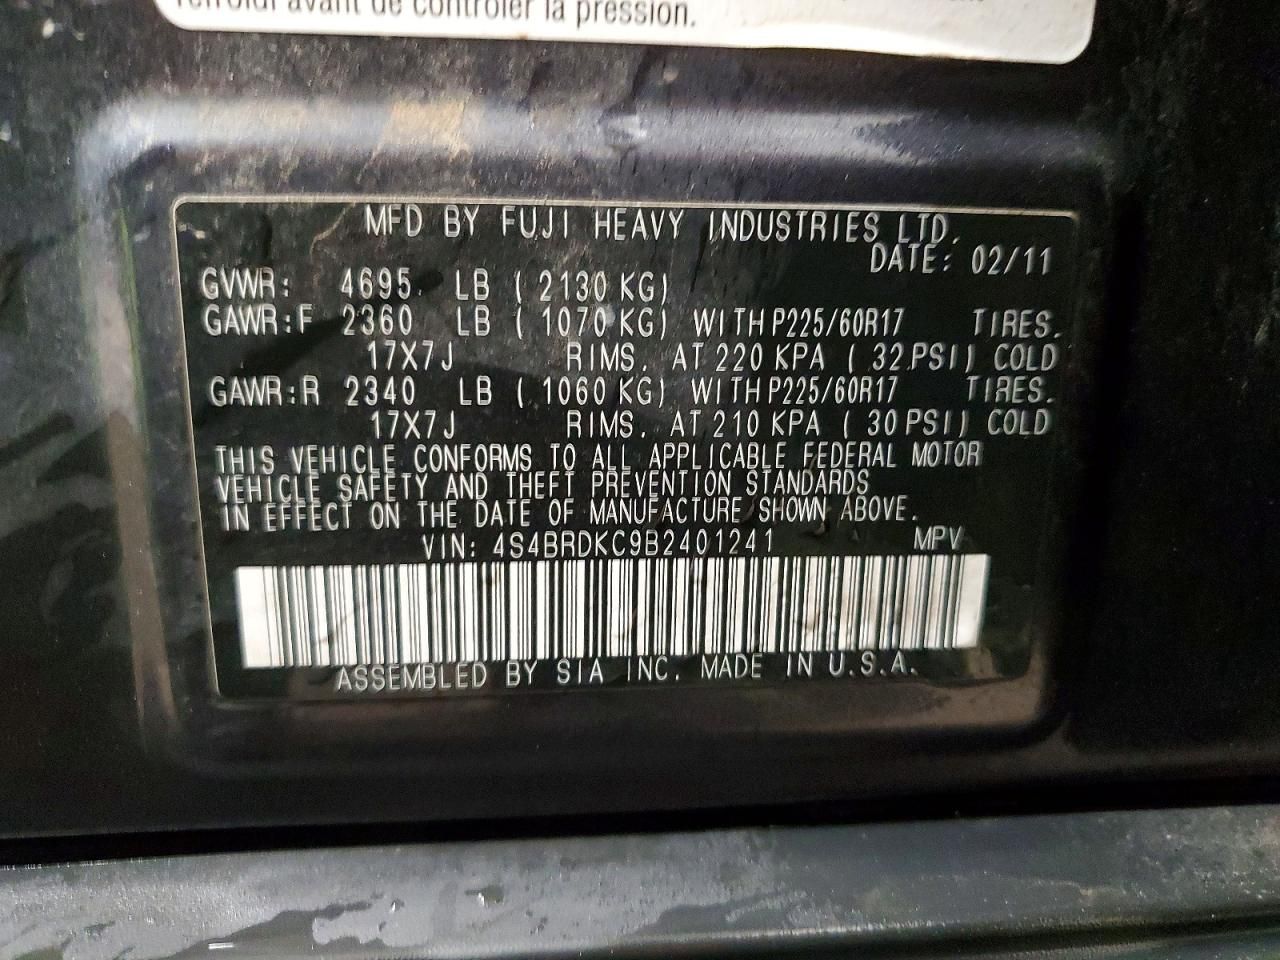 refroidi avant de contrôler la pression.
MFD BY FUJI HEAVY INDUSTRIES LTD.
DATE: 02/11
GVWR: 4695 LB ( 2130 KG)
GAWR:F 2360 LB ( 1070 KG) WITH P225/60R17 TIRES.
17X7J RIMS. AT 220 KPA ( 32 PSI) COLD
GAWR:R 2340 LB ( 1060 KG) WITH P225/60R17 TIRES.
17X7J RIMS. AT 210 KPA ( 30 PSI) COLD
THIS VEHICLE CONFORMS TO ALL APPLICABLE FEDERAL MOTOR
VEHICLE SAFETY AND THEFT PREVENTION STANDARDS
IN EFFECT ON THE DATE OF MANUFACTURE SHOWN ABOVE.
VIN: 4S4BRDKC9B2401241 MPV
ASSEMBLED BY SIA INC. MADE IN U.S.A.